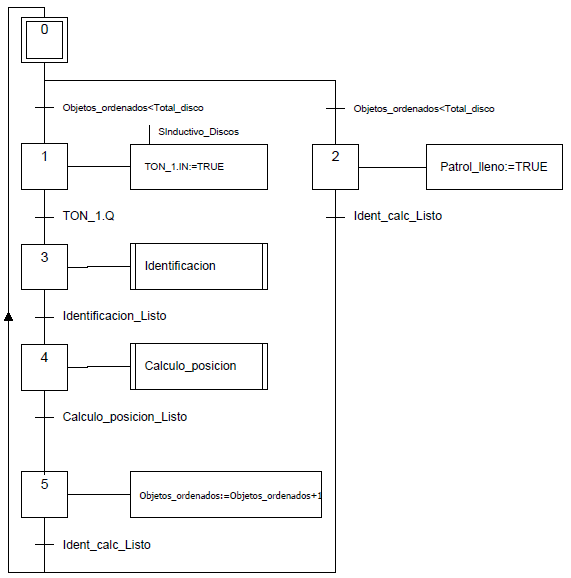 0
Objetos_ordenados<Total_disco
Objetos_ordenados<Total_disco
SInductivo_Discos
1
TON_1.IN:=TRUE
2
Patrol_lleno:=TRUE
TON_1.Q
Ident_calc_Listo
3
Identificacion
Identificacion_Listo
4
Calculo_posicion
Calculo_posicion_Listo
5
Objetos_ordenados:=Objetos_ordenados+1
Ident_calc_Listo